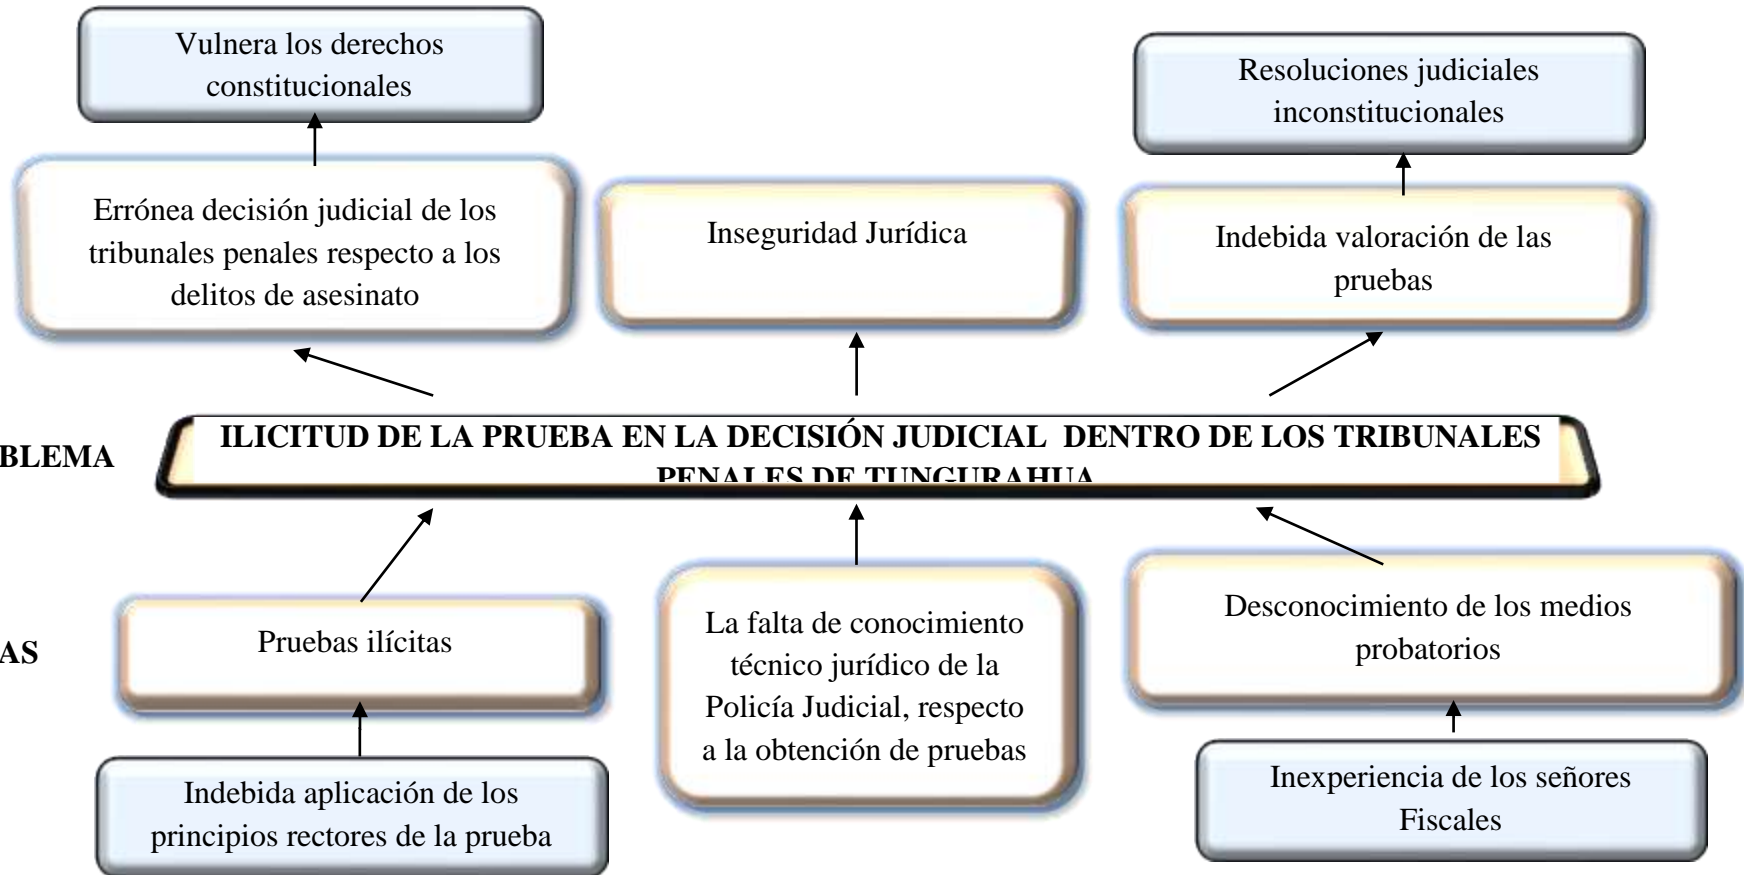 Vulnera los derechos
constitucionales
Resoluciones judiciales
inconstitucionales
Errónea decisión judicial de los
tribunales penales respecto a los
delitos de asesinato
Inseguridad Jurídica
Indebida valoración de las
pruebas
BLEMA
ILICITUD DE LA PRUEBA EN LA DECISIÓN JUDICIAL DENTRO DE LOS TRIBUNALES
PENALES DE TUNGURAHUA
Pruebas ilícitas
La falta de conocimiento
técnico jurídico de la
Policía Judicial, respecto
a la obtención de pruebas
Desconocimiento de los medios
probatorios
AS
Indebida aplicación de los
principios rectores de la prueba
Inexperiencia de los señores
Fiscales